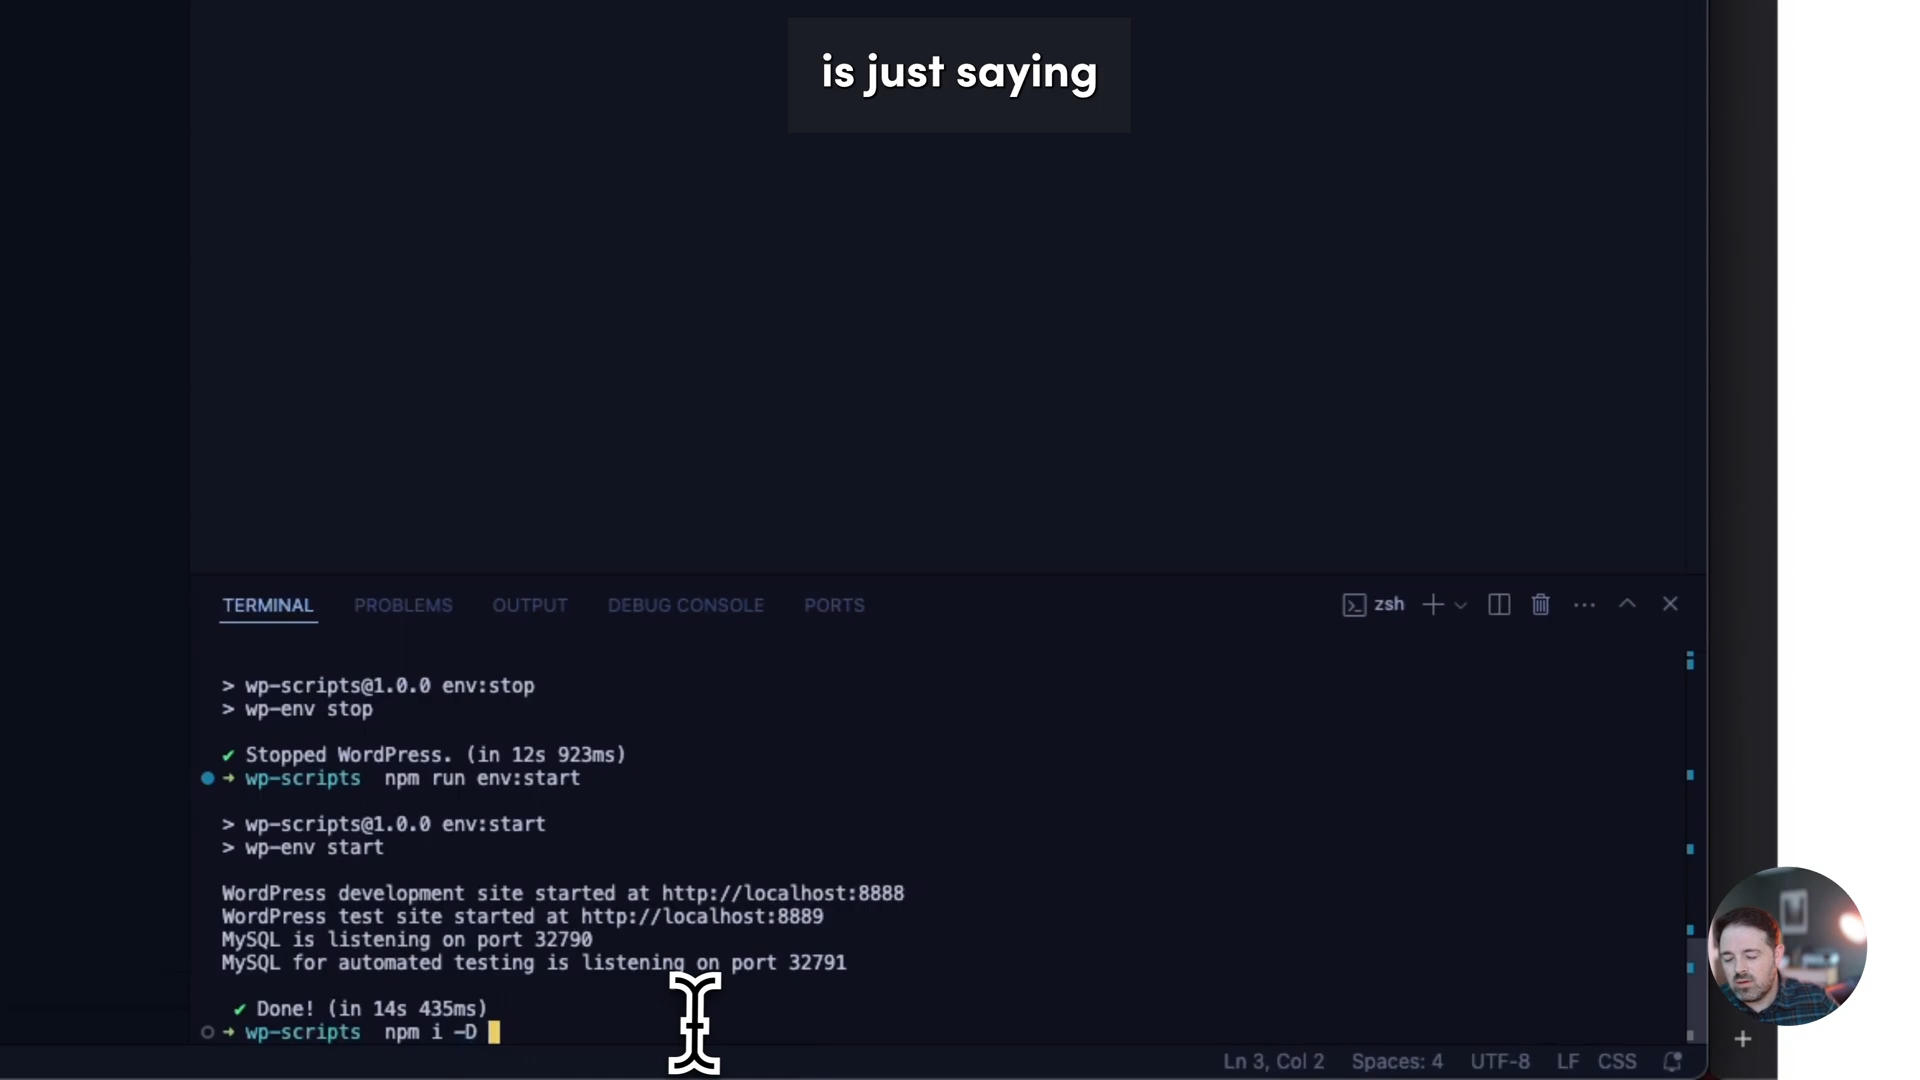 is just saying
TERMINAL PROBLEMS OUTPUT DEBUG CONSOLE PORTS zsh
> wp-scripts@1.0.0 env:stop
> wp-env stop
✔ Stopped WordPress. (in 12s 923ms)
➜ wp-scripts npm run env:start
> wp-scripts@1.0.0 env:start
> wp-env start
WordPress development site started at http://localhost:8888
WordPress test site started at http://localhost:8889
MySQL is listening on port 32790
MySQL for automated testing is listening on port 32791
✔ Done! (in 14s 435ms)
➜ wp-scripts npm i -D
Ln 3, Col 2 Spaces: 4 UTF-8 LF CSS